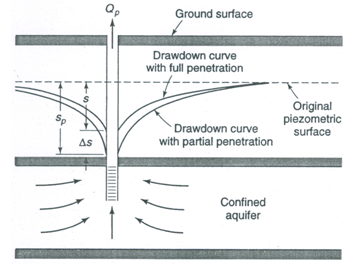 Qp
Ground surface
Drawdown curve
with full penetration
Original
piezometric
surface
s
sp
Δs
Drawdown curve
with partial penetration
Confined
aquifer